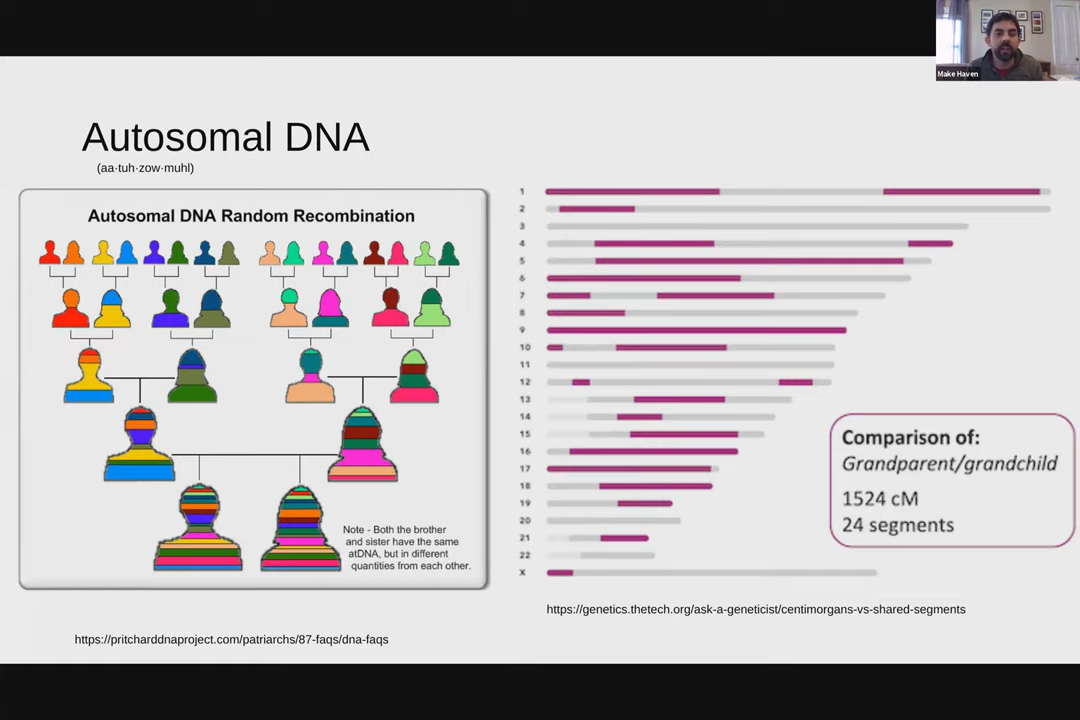 Make Haven
Autosomal DNA
(aa·tuh·zow·muhl)
Autosomal DNA Random Recombination
Note - Both the brother
and sister have the same
atDNA, but in different
quantities from each other.
https://pritcharddnaproject.com/patriarchs/87-faqs/dna-faqs
1
2
3
4
5
6
7
8
9
10
11
12
13
14
15
16
17
18
19
20
21
22
X
Comparison of:
Grandparent/grandchild
1524 cM
24 segments
https://genetics.thetech.org/ask-a-geneticist/centimorgans-vs-shared-segments